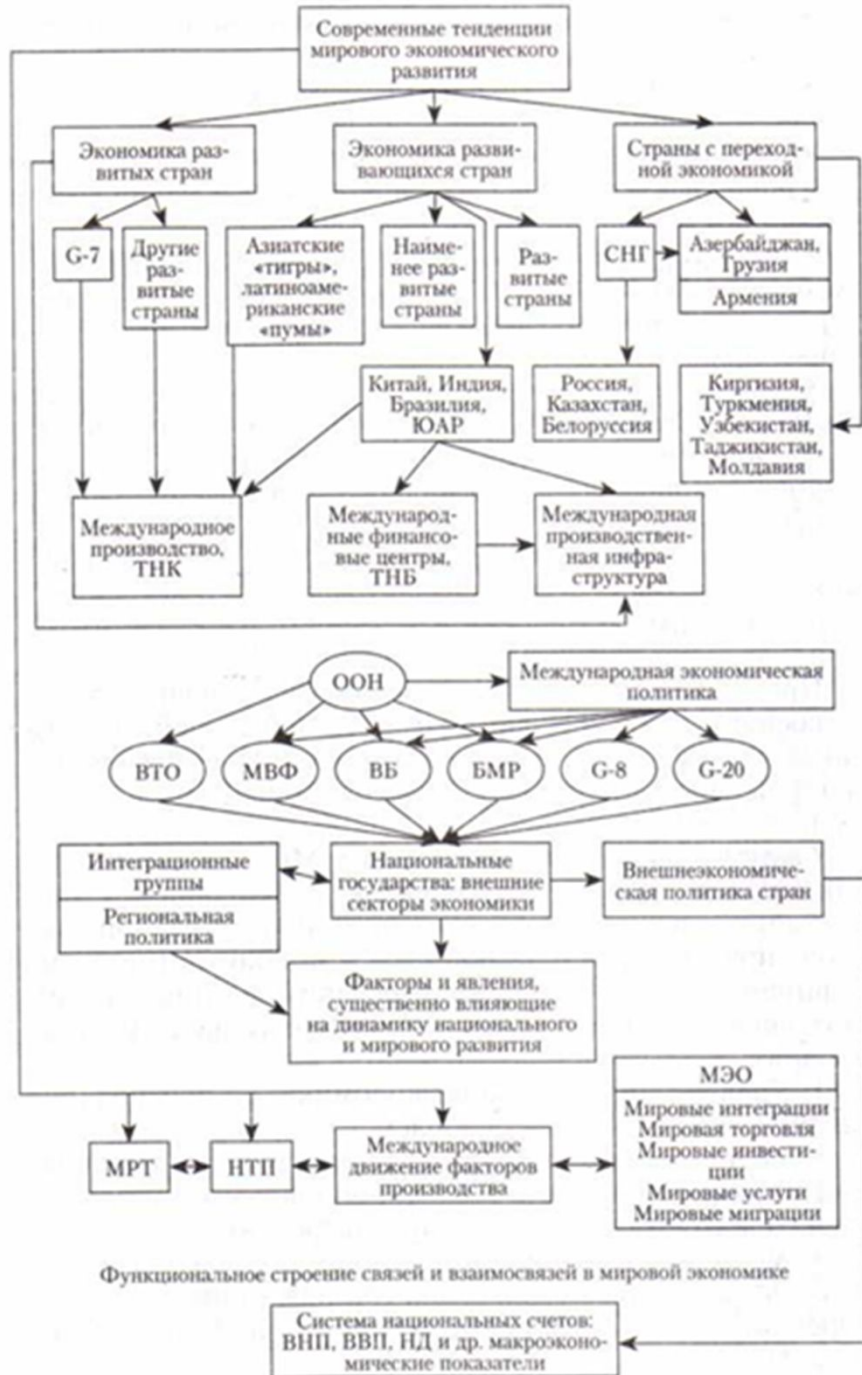 Современные тенденции
мирового экономического
развития
Экономика раз-
витых стран
Экономика разви-
вающихся стран
Страны с переход-
ной экономикой
G-7
Другие
раз-
витые
страны
Азиатские
«тигры»,
латиноаме-
риканские
«пумы»
Наиме-
нее раз-
витые
страны
Раз-
витые
страны
СНГ
Азербайджан,
Грузия
Армения
Китай, Индия,
Бразилия,
ЮАР
Россия,
Казахстан,
Белоруссия
Киргизия,
Туркмения,
Узбекистан,
Таджикистан,
Молдавия
Международное
производство,
ТНК
Международ-
ные финансо-
вые центры,
ТНБ
Международная
производствен-
ная инфра-
структура
ООН
Международная экономическая
политика
ВТО
МВФ
ВБ
БМР
G-8
G-20
Интеграционные
группы
Региональная
политика
Национальные
государства: внешние
секторы экономики
Внешнеэкономиче-
ская политика стран
Факторы и явления,
существенно влияющие
на динамику национального
и мирового развития
МРТ
НТП
Международное
движение факторов
производства
МЭО
Мировые интеграции
Мировая торговля
Мировые инвести-
ции
Мировые услуги
Мировые миграции
Функциональное строение связей и взаимосвязей в мировой экономике
Система национальных счетов:
ВНП, ВВП, НД и др. макроэконо-
мические показатели